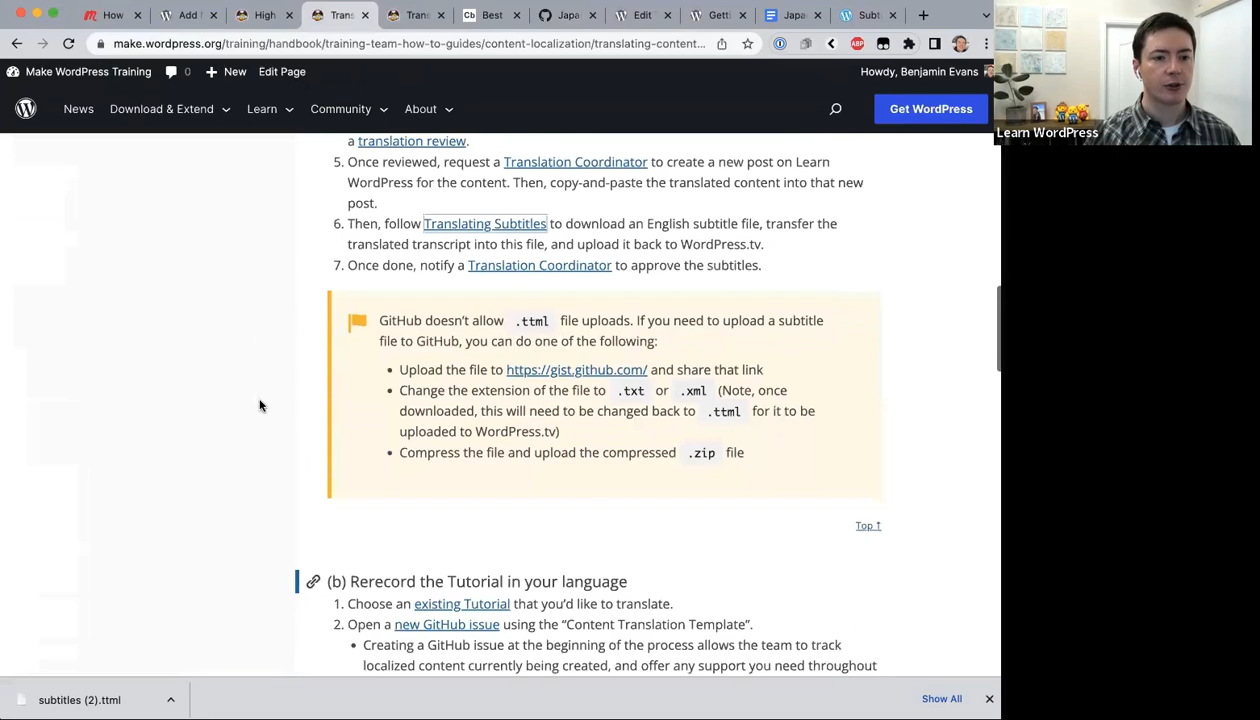 How
Add
High
Trans
Trans
Best
Japa
Edit
Getti
Japa
Subt
make.wordpress.org/training/handbook/training-team-how-to-guides/content-localization/translating-content...
Make WordPress Training
0
New
Edit Page
Howdy, Benjamin Evans
News
Download & Extend
Learn
Community
About
Get WordPress
Learn WordPress
a translation review.
5. Once reviewed, request a Translation Coordinator to create a new post on Learn
WordPress for the content. Then, copy-and-paste the translated content into that new
post.
6. Then, follow Translating Subtitles to download an English subtitle file, transfer the
translated transcript into this file, and upload it back to WordPress.tv.
7. Once done, notify a Translation Coordinator to approve the subtitles.
GitHub doesn't allow .ttml file uploads. If you need to upload a subtitle
file to GitHub, you can do one of the following:
• Upload the file to https://gist.github.com/ and share that link
• Change the extension of the file to .txt or .xml (Note, once
downloaded, this will need to be changed back to .ttml for it to be
uploaded to WordPress.tv)
• Compress the file and upload the compressed .zip file
Top ↑
(b) Rerecord the Tutorial in your language
1. Choose an existing Tutorial that you'd like to translate.
2. Open a new GitHub issue using the “Content Translation Template”.
• Creating a GitHub issue at the beginning of the process allows the team to track
localized content currently being created, and offer any support you need throughout
subtitles (2).ttml
Show All